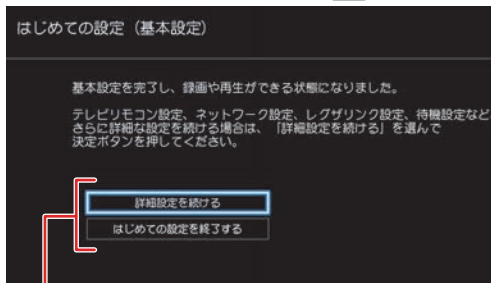 はじめての設定（基本設定）
基本設定を完了し、録画や再生ができる状態になりました。
テレビリモコン設定、ネットワーク設定、レグザリンク設定、待機設定など
さらに詳細な設定を続ける場合は、「詳細設定を続ける」を選んで
決定ボタンを押してください。
詳細設定を続ける
はじめての設定を終了する